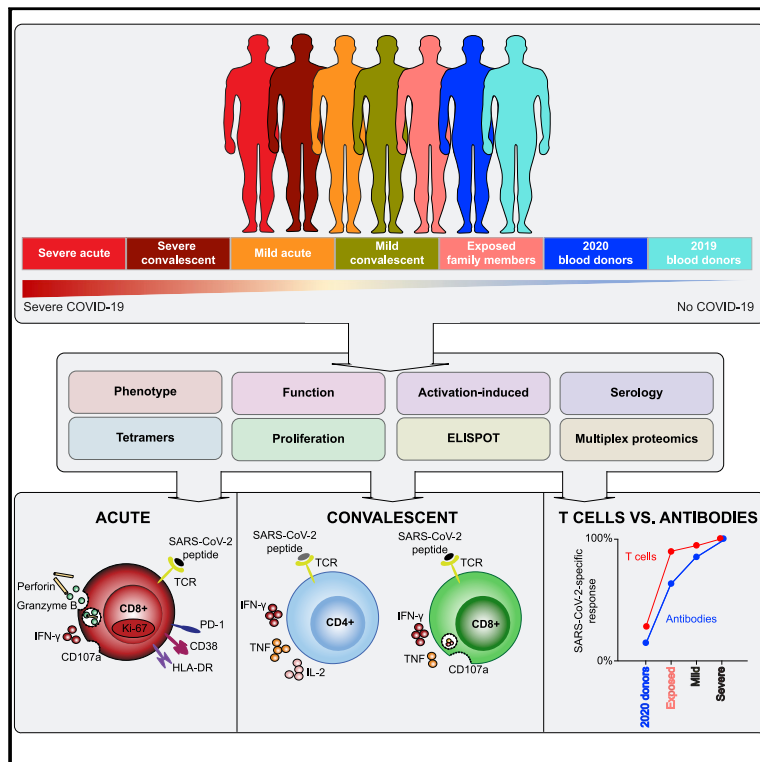 Severe acute
Severe
convalescent
Mild acute
Mild
convalescent
Exposed
family members
2020
blood donors
2019
blood donors
Severe COVID-19
No COVID-19
Phenotype
Function
Activation-induced
Serology
Tetramers
Proliferation
ELISPOT
Multiplex proteomics
ACUTE
SARS-CoV-2
peptide
TCR
Perforin
Granzyme B
CD8+
Ki-67
IFN-γ
CD107a
PD-1
CD38
HLA-DR
CONVALESCENT
SARS-CoV-2
peptide
TCR
IFN-γ
CD4+
TNF
IL-2
SARS-CoV-2
peptide
TCR
IFN-γ
CD8+
TNF
CD107a
T CELLS VS. ANTIBODIES
SARS-CoV-2-specific
response
100%
0%
T cells
Antibodies
2020 donors
Exposed
Mild
Severe